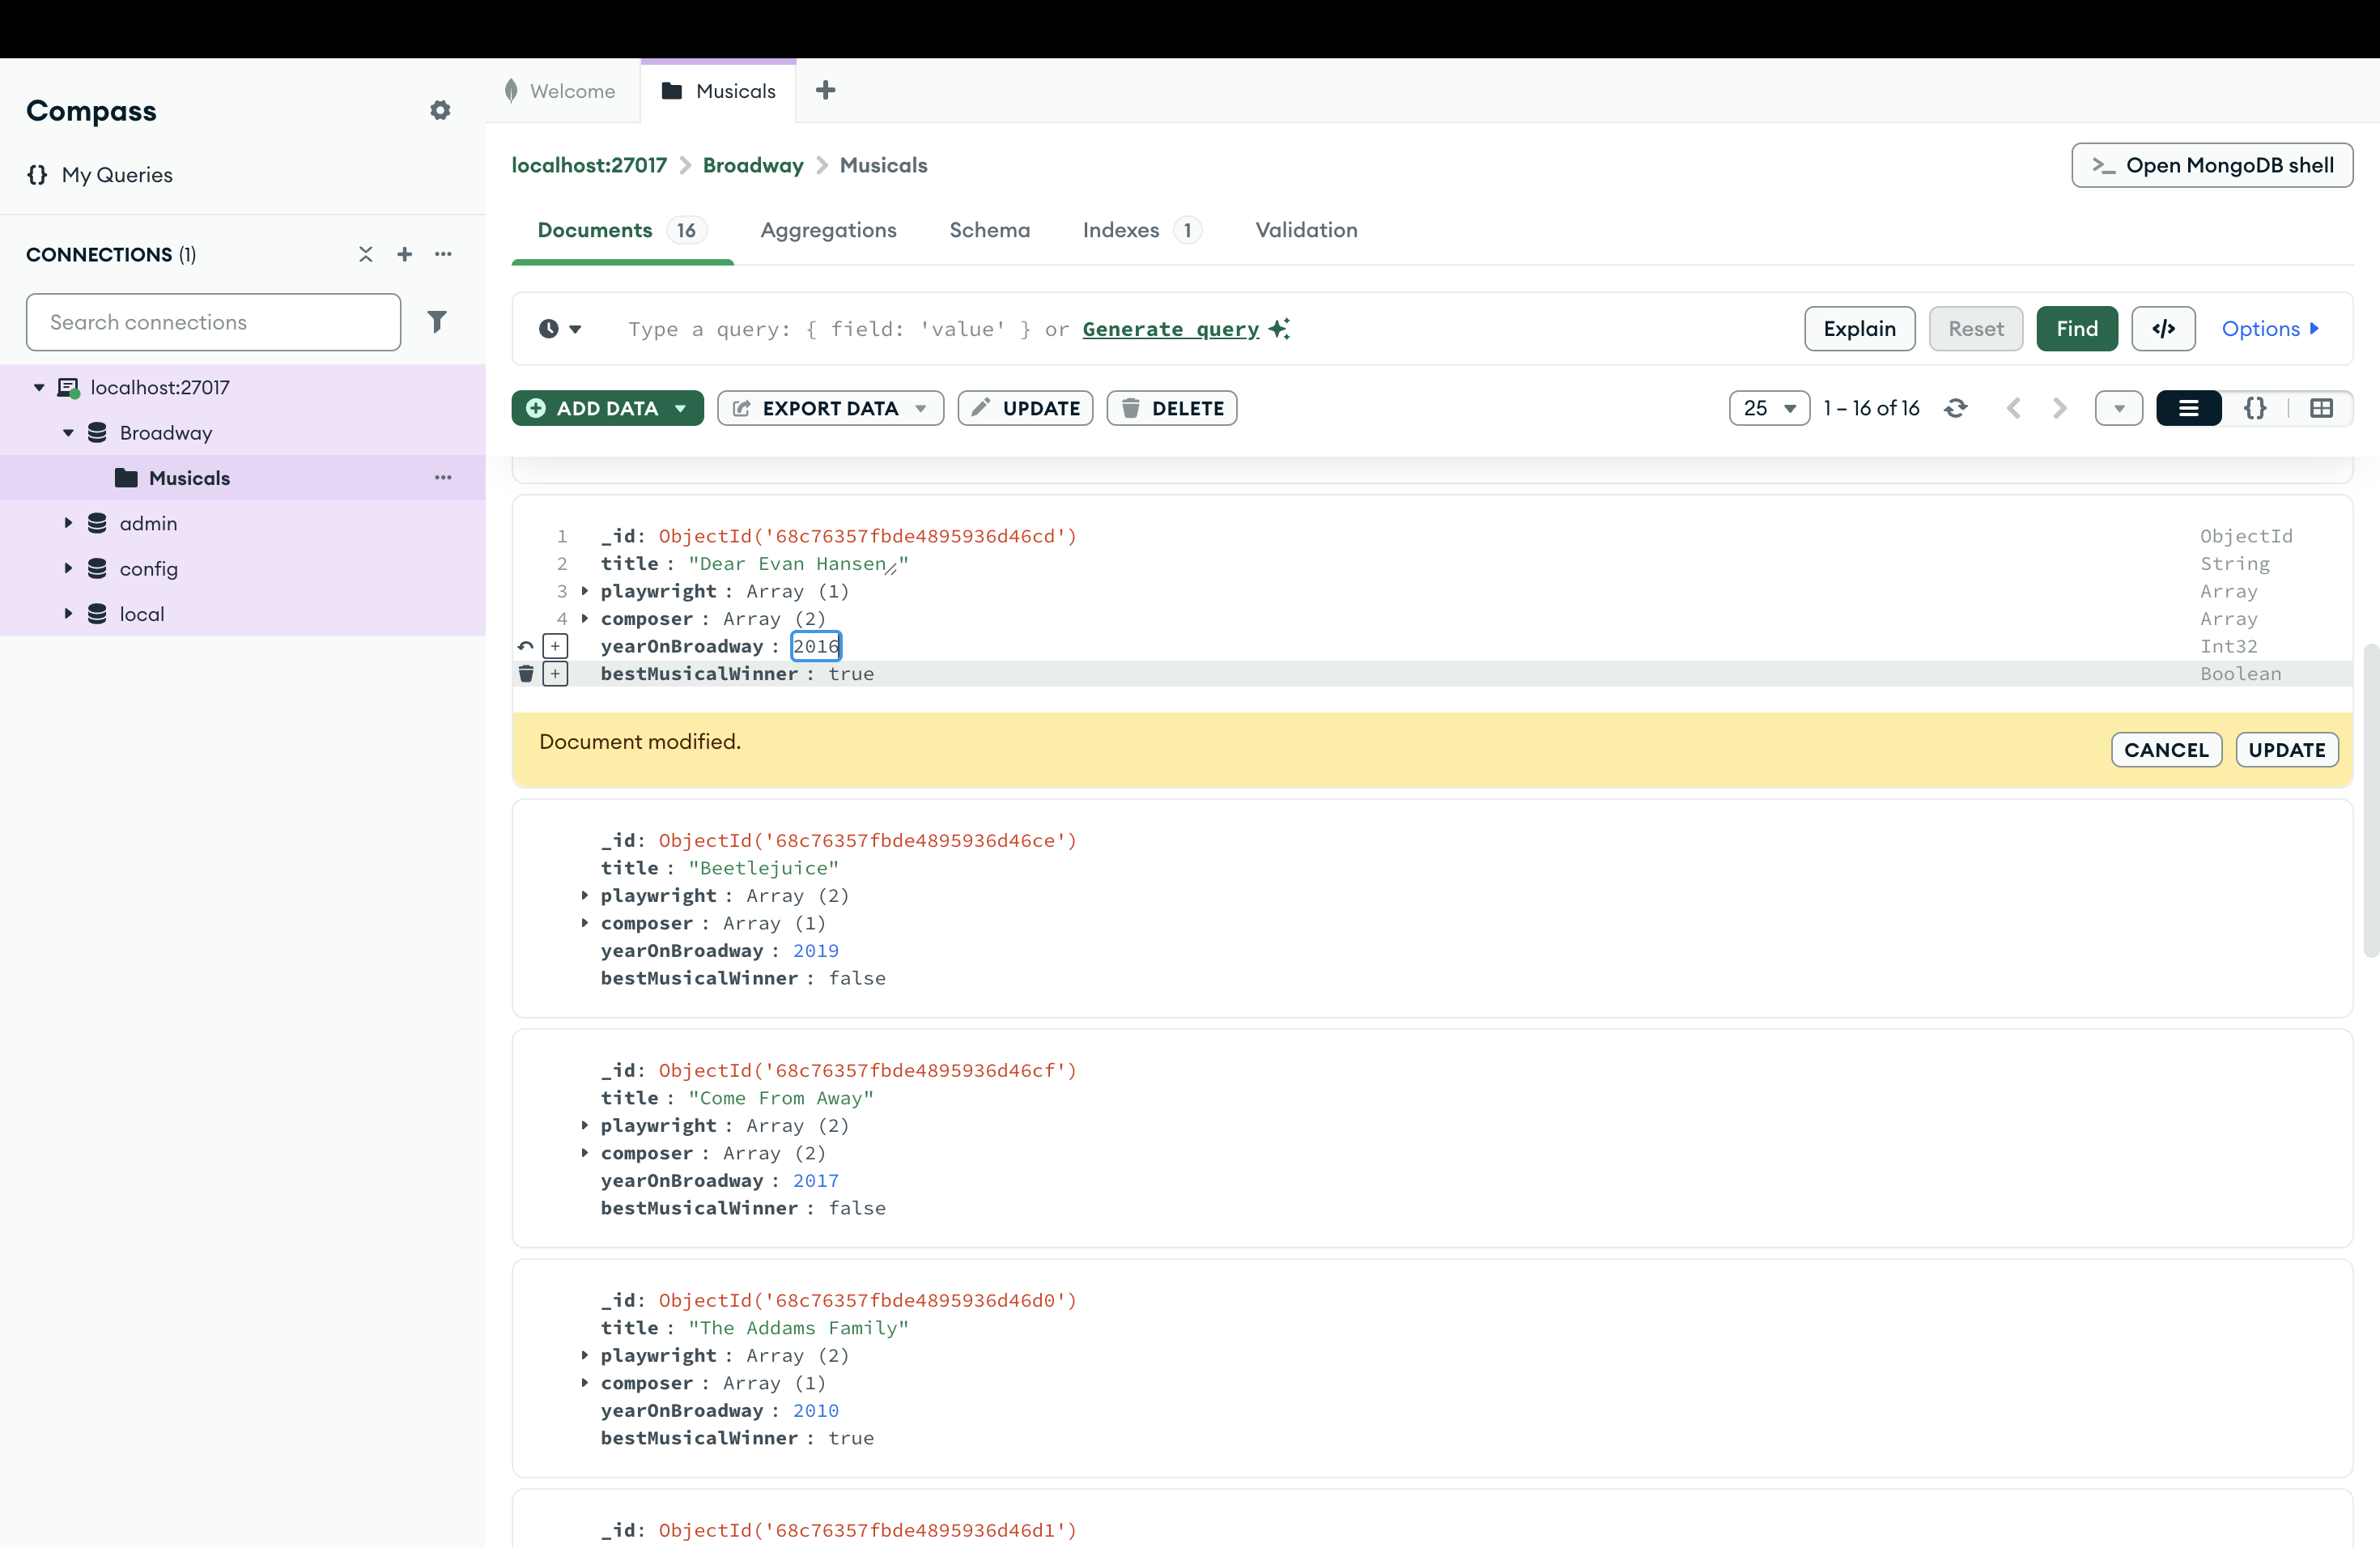 Compass
My Queries
CONNECTIONS (1)
Search connections
localhost:27017
Broadway
Musicals
admin
config
local
Welcome
Musicals
localhost:27017 > Broadway > Musicals
>_ Open MongoDB shell
Documents 16 Aggregations Schema Indexes 1 Validation
Type a query: { field: 'value' } or Generate query
Explain Reset Find </> Options
ADD DATA EXPORT DATA UPDATE DELETE
25 1 – 16 of 16 {}
1 _id: ObjectId('68c76357fbde4895936d46cd') ObjectId
2 title : "Dear Evan Hansen" String
3 playwright : Array (1) Array
4 composer : Array (2) Array
yearOnBroadway : 2016 Int32
bestMusicalWinner : true Boolean
Document modified.
CANCEL UPDATE
_id: ObjectId('68c76357fbde4895936d46ce')
title : "Beetlejuice"
playwright : Array (2)
composer : Array (1)
yearOnBroadway : 2019
bestMusicalWinner : false
_id: ObjectId('68c76357fbde4895936d46cf')
title : "Come From Away"
playwright : Array (2)
composer : Array (2)
yearOnBroadway : 2017
bestMusicalWinner : false
_id: ObjectId('68c76357fbde4895936d46d0')
title : "The Addams Family"
playwright : Array (2)
composer : Array (1)
yearOnBroadway : 2010
bestMusicalWinner : true
_id: ObjectId('68c76357fbde4895936d46d1')